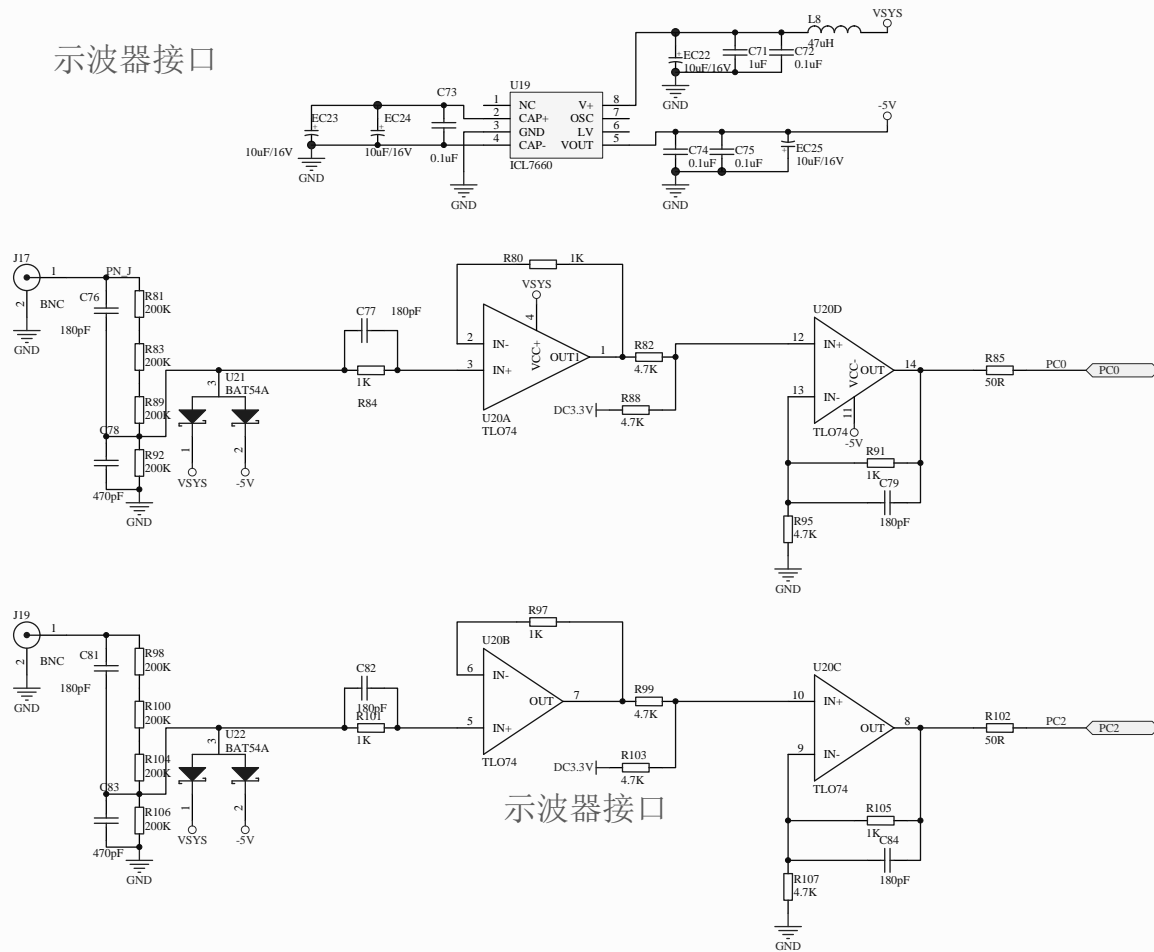 示波器接口
VSYS
L8
47uH
EC22
10uF/16V
C71
1uF
C72
0.1uF
GND
U19
1 NC V+ 8
2 CAP+ OSC 7
3 GND LV 6
4 CAP- VOUT 5
ICL7660
C73
0.1uF
EC23
10uF/16V
EC24
10uF/16V
GND
GND
-5V
C74
0.1uF
C75
0.1uF
EC25
10uF/16V
GND
J17
1
2
BNC
GND
PN_J
C76
180pF
R81
200K
R83
200K
R89
200K
C78
470pF
R92
200K
GND
3
U21
BAT54A
1
2
VSYS
-5V
C77
180pF
1K
R84
R80
1K
VSYS
4
2 IN-
3 IN+
VCC+
OUT1 1
U20A
TLO74
R82
4.7K
DC3.3V
R88
4.7K
U20D
12 IN+
13 IN-
OUT 14
VCC-
11
-5V
TLO74
R91
1K
C79
180pF
R95
4.7K
GND
R85
50R
PC0
PC0
J19
1
2
BNC
GND
C81
180pF
R98
200K
R100
200K
R104
200K
C83
470pF
R106
200K
GND
3
U22
BAT54A
1
2
VSYS
-5V
C82
180pF
R101
1K
R97
1K
U20B
6 IN-
5 IN+
OUT 7
TLO74
R99
4.7K
DC3.3V
R103
4.7K
示波器接口
U20C
10 IN+
9 IN-
OUT 8
TLO74
R105
1K
C84
180pF
R107
4.7K
GND
R102
50R
PC2
PC2